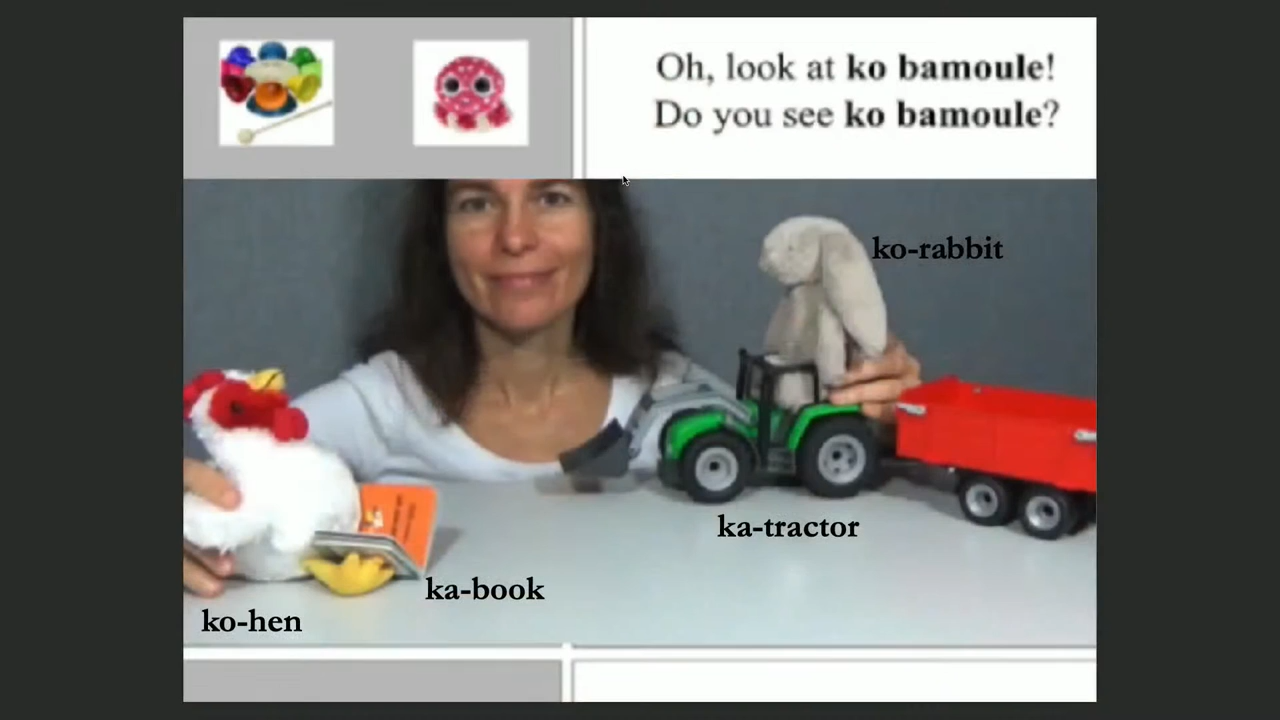 Oh, look at ko bamoule!
Do you see ko bamoule?
ko-rabbit
ka-tractor
ka-book
ko-hen